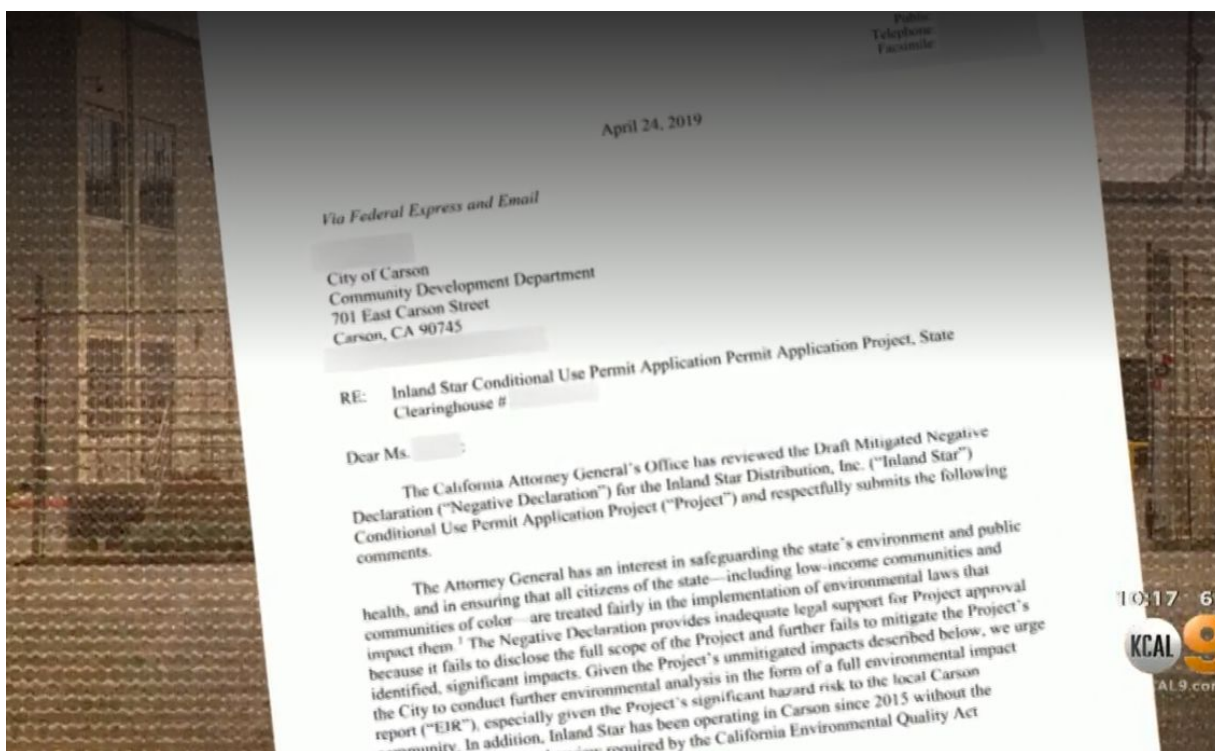 Public
Telephone
Facsimile
April 24, 2019
Via Federal Express and Email
City of Carson
Community Development Department
701 East Carson Street
Carson, CA 90745
RE: Inland Star Conditional Use Permit Application Permit Application Project, State
Clearinghouse #
Dear Ms. :
The California Attorney General's Office has reviewed the Draft Mitigated Negative
Declaration ("Negative Declaration") for the Inland Star Distribution, Inc. ("Inland Star")
Conditional Use Permit Application Project ("Project") and respectfully submits the following
comments.
The Attorney General has an interest in safeguarding the state's environment and public
health, and in ensuring that all citizens of the state—including low-income communities and
communities of color—are treated fairly in the implementation of environmental laws that
impact them.¹ The Negative Declaration provides inadequate legal support for Project approval
because it fails to disclose the full scope of the Project and further fails to mitigate the Project's
identified, significant impacts. Given the Project's unmitigated impacts described below, we urge
the City to conduct further environmental analysis in the form of a full environmental impact
report ("EIR"), especially given the Project's significant hazard risk to the local Carson
community. In addition, Inland Star has been operating in Carson since 2015 without the
required by the California Environmental Quality Act
10:17 6
KCAL 9
AL9.com